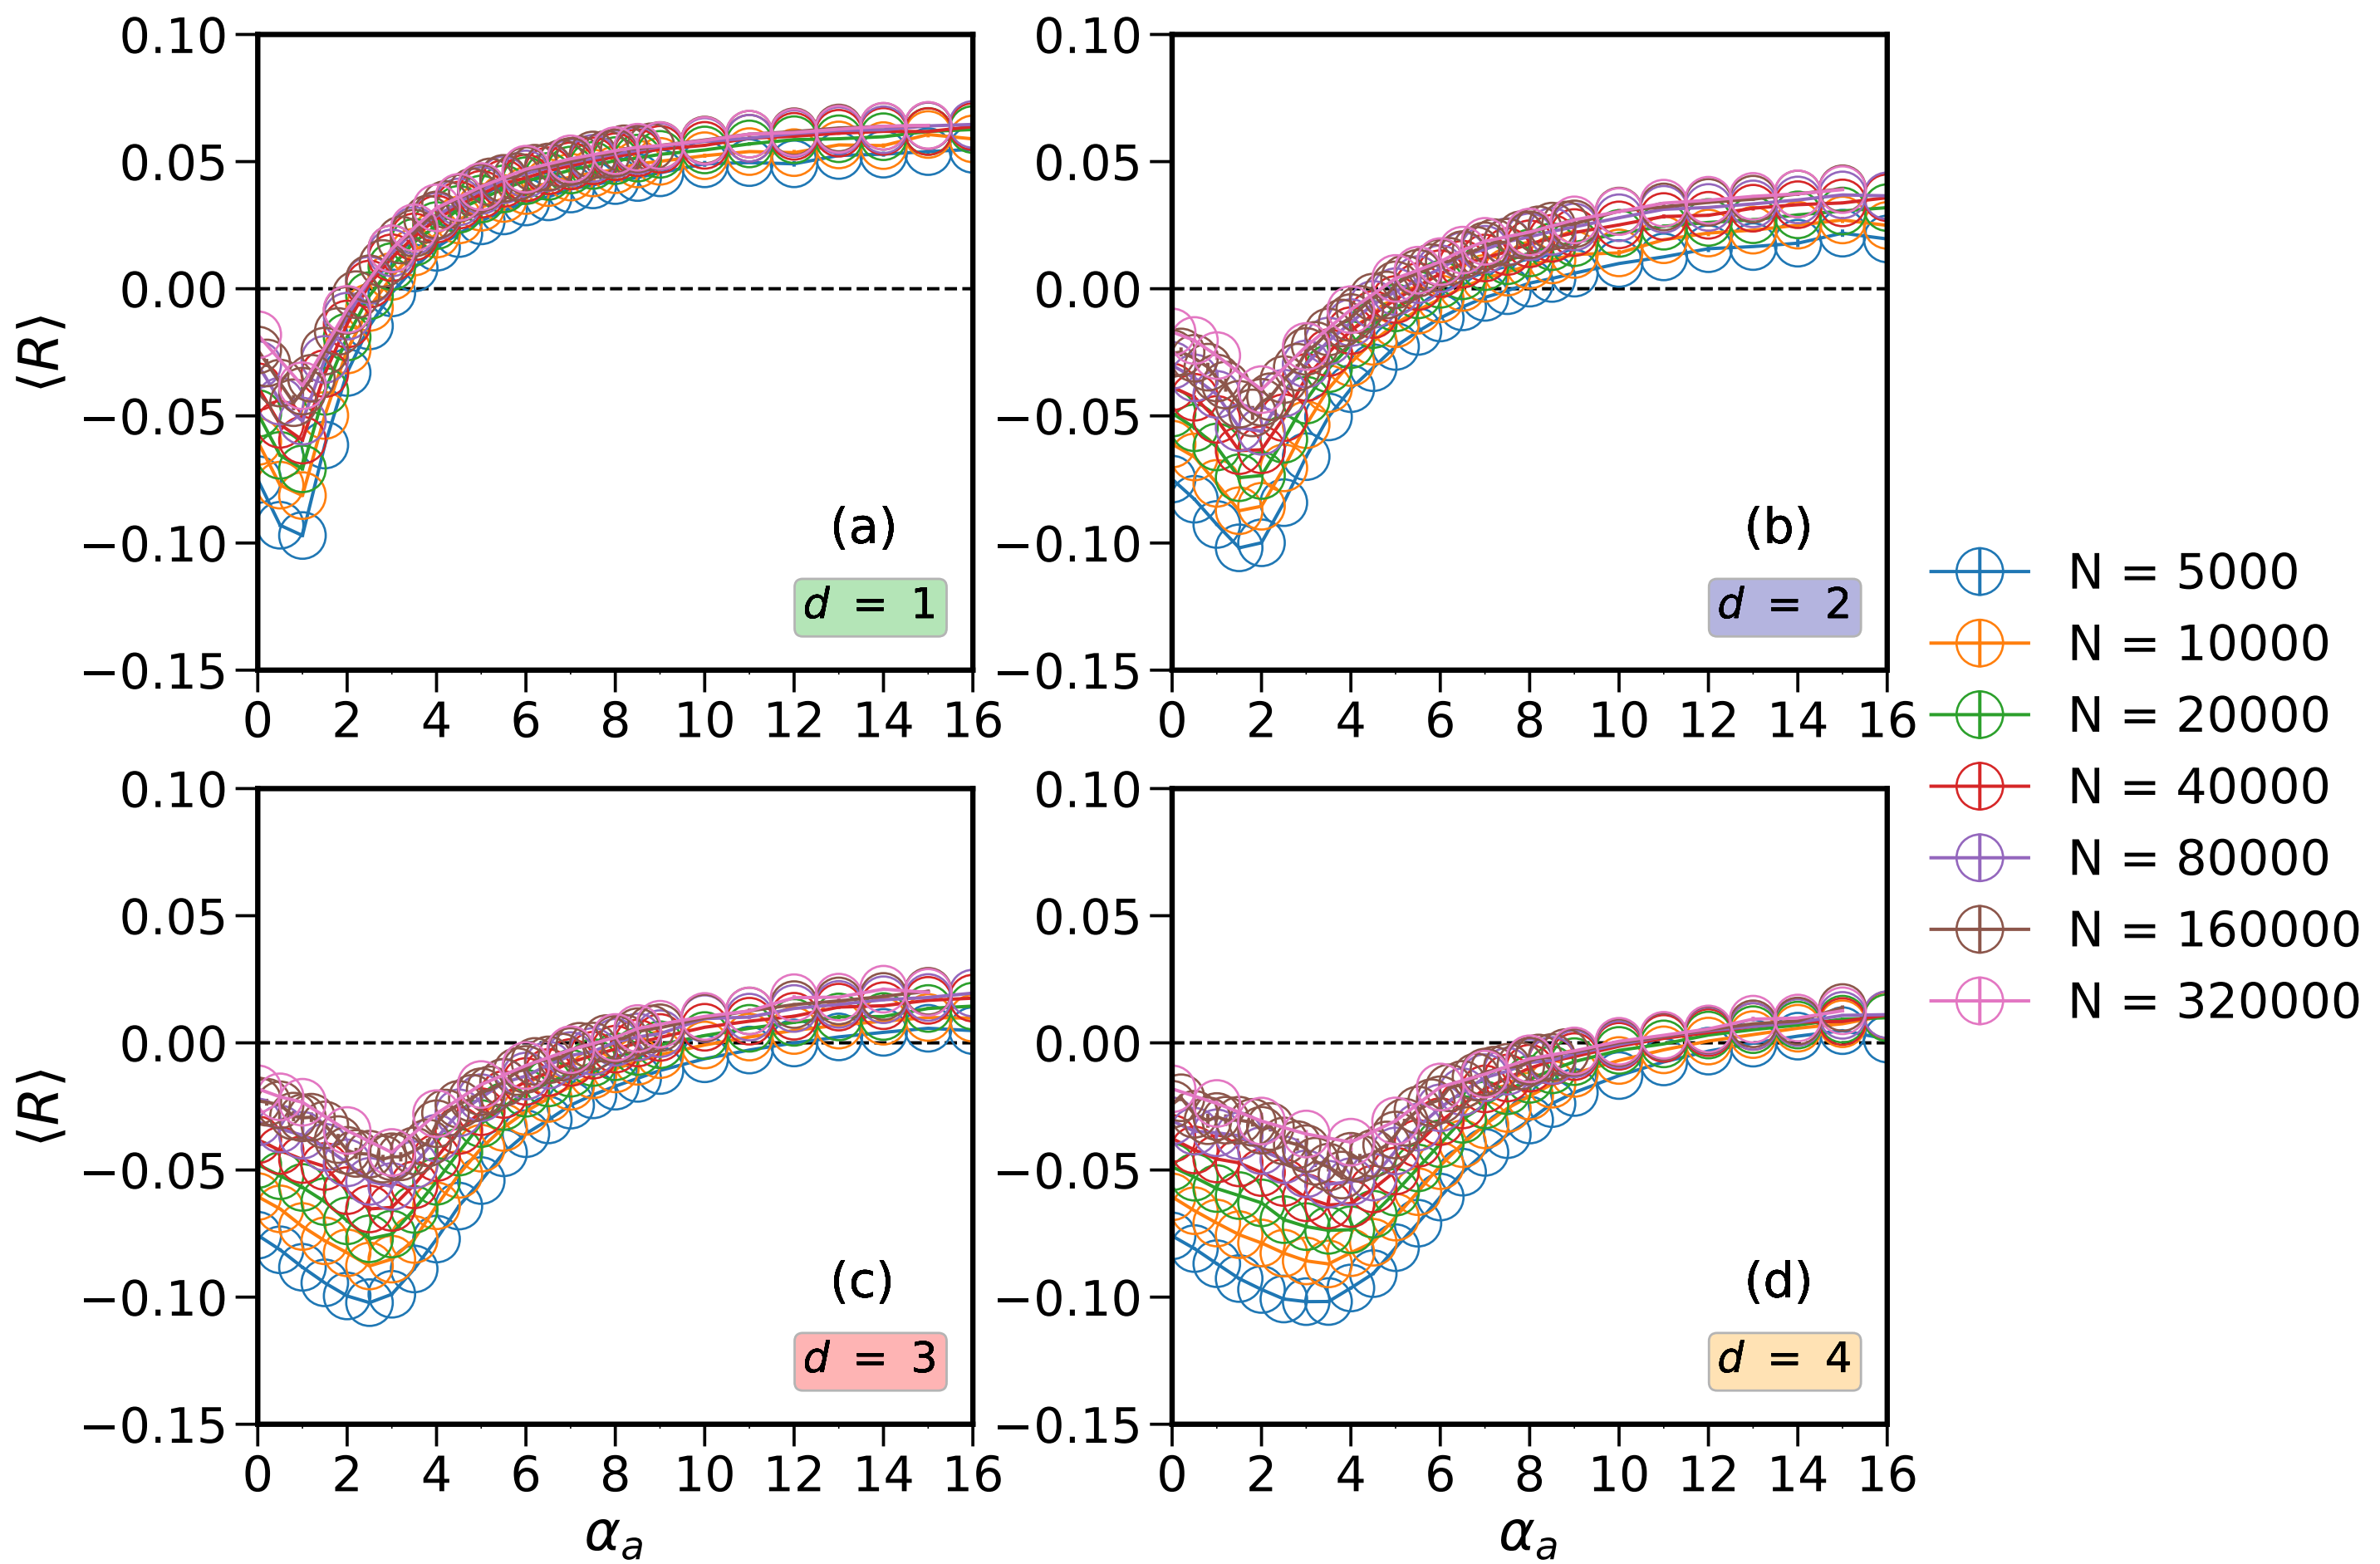 0.10
0.05
0.00
−0.05
−0.10
−0.15
⟨R⟩
(a)
d = 1
0 2 4 6 8 10 12 14 16
0.10
0.05
0.00
−0.05
−0.10
−0.15
(b)
d = 2
0 2 4 6 8 10 12 14 16
0.10
0.05
0.00
−0.05
−0.10
−0.15
⟨R⟩
(c)
d = 3
0 2 4 6 8 10 12 14 16
αa
0.10
0.05
0.00
−0.05
−0.10
−0.15
(d)
d = 4
0 2 4 6 8 10 12 14 16
αa
N = 5000
N = 10000
N = 20000
N = 40000
N = 80000
N = 160000
N = 320000